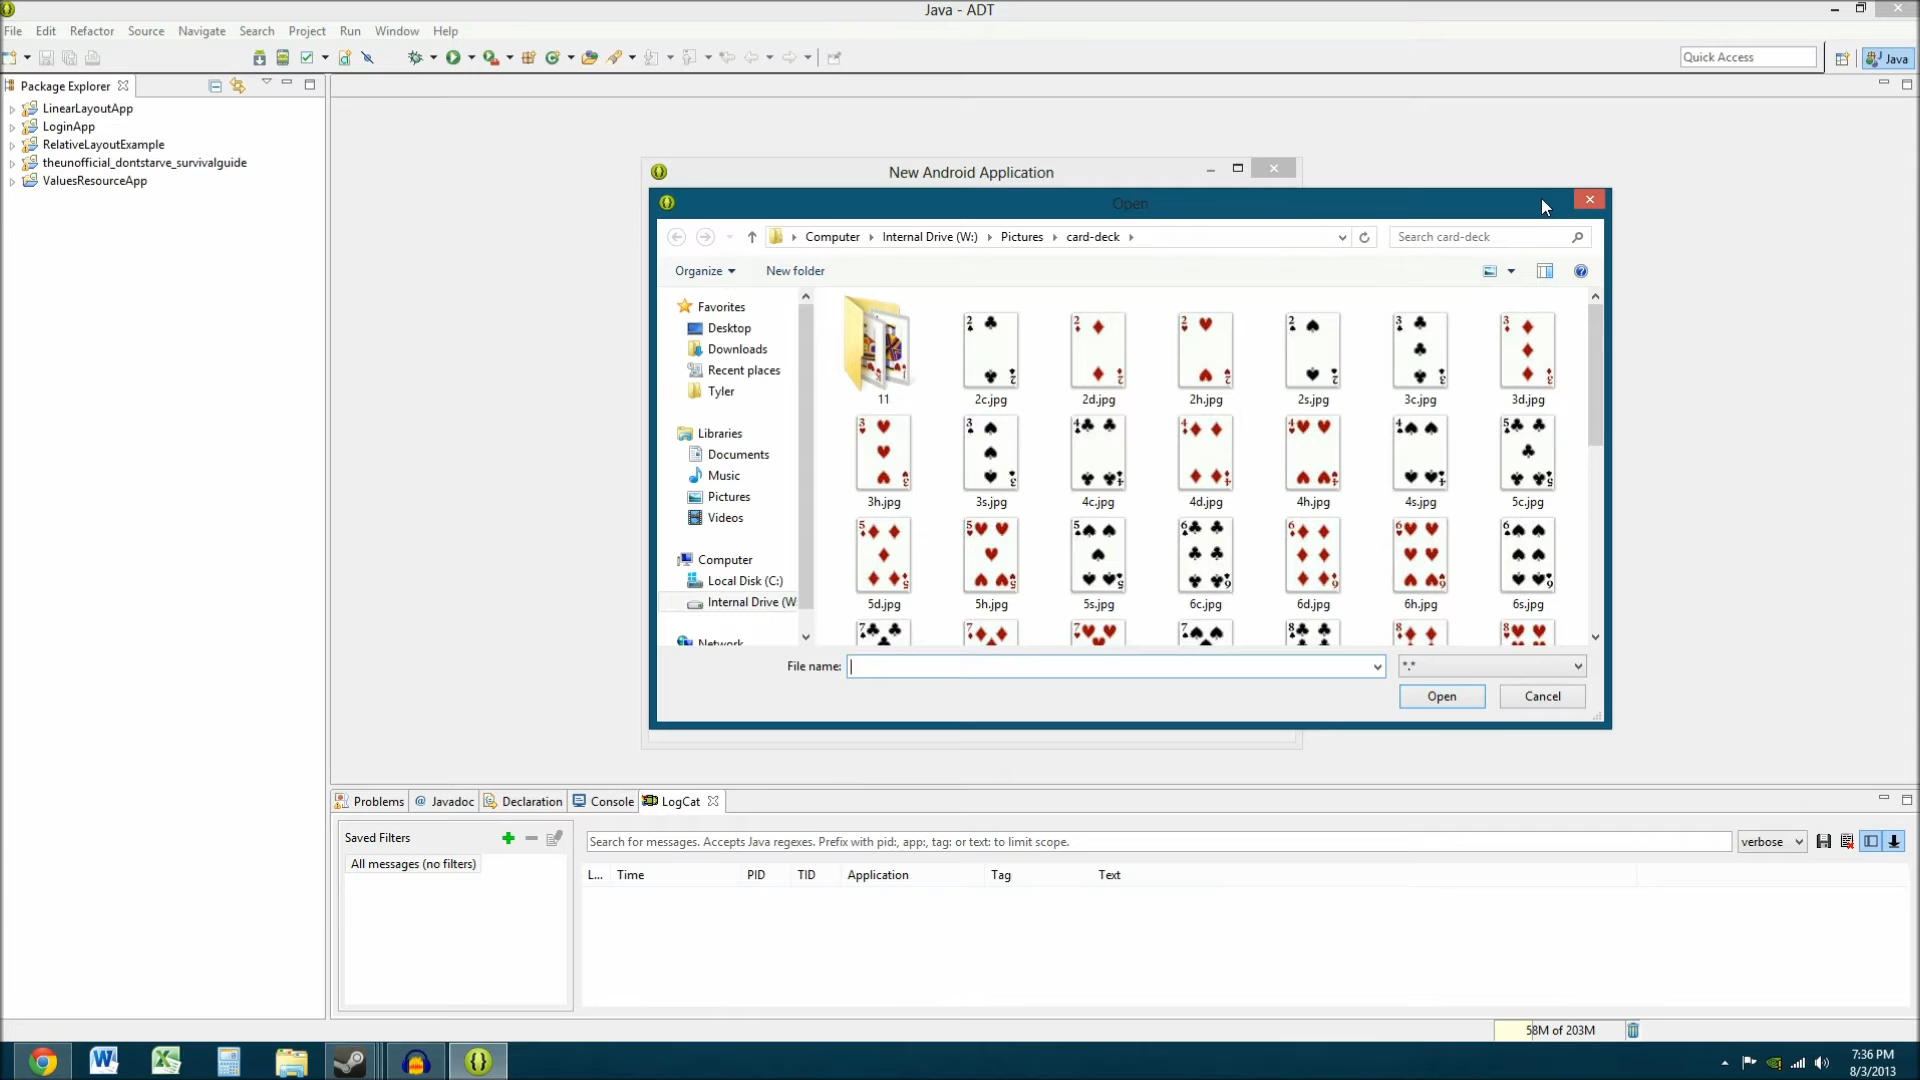 Java - ADT
File Edit Refactor Source Navigate Search Project Run Window Help
Quick Access
Java
Package Explorer
LinearLayoutApp
LoginApp
RelativeLayoutExample
theunofficial_dontstarve_survivalguide
ValuesResourceApp
New Android Application
Open
Computer Internal Drive (W:) Pictures card-deck
Search card-deck
Organize New folder
Favorites
Desktop
Downloads
Recent places
Tyler
Libraries
Documents
Music
Pictures
Videos
Computer
Local Disk (C:)
Internal Drive (W
Network
11 2c.jpg 2d.jpg 2h.jpg 2s.jpg 3c.jpg 3d.jpg
3h.jpg 3s.jpg 4c.jpg 4d.jpg 4h.jpg 4s.jpg 5c.jpg
5d.jpg 5h.jpg 5s.jpg 6c.jpg 6d.jpg 6h.jpg 6s.jpg
File name:
*.*
Open Cancel
Problems @ Javadoc Declaration Console LogCat
Saved Filters
All messages (no filters)
Search for messages. Accepts Java regexes. Prefix with pid:, app:, tag: or text: to limit scope.
verbose
L... Time PID TID Application Tag Text
58M of 203M
7:36 PM
8/3/2013